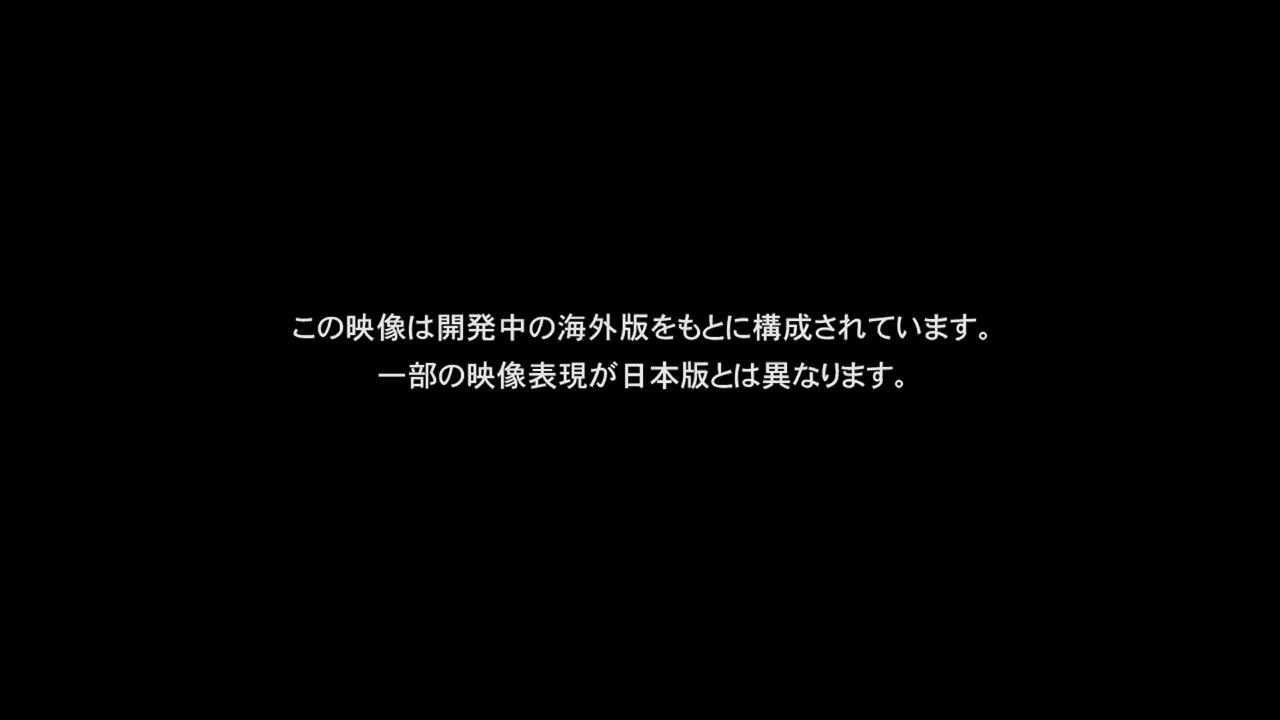 この映像は開発中の海外版をもとに構成されています。
一部の映像表現が日本版とは異なります。